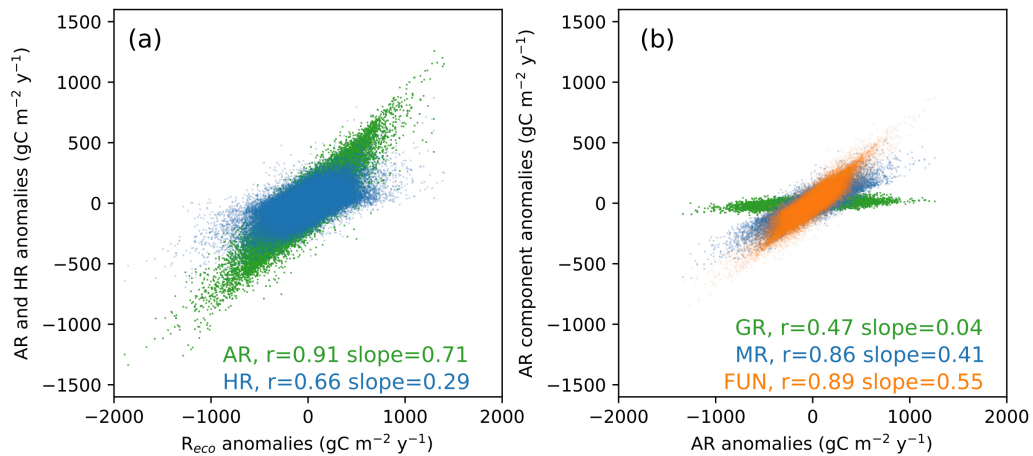 (a)
1500
1000
500
0
−500
−1000
−1500
AR and HR anomalies (gC m⁻² y⁻¹)
AR, r=0.91 slope=0.71
HR, r=0.66 slope=0.29
−2000 −1000 0 1000 2000
R_eco anomalies (gC m⁻² y⁻¹)
(b)
1500
1000
500
0
−500
−1000
−1500
AR component anomalies (gC m⁻² y⁻¹)
GR, r=0.47 slope=0.04
MR, r=0.86 slope=0.41
FUN, r=0.89 slope=0.55
−2000 −1000 0 1000 2000
AR anomalies (gC m⁻² y⁻¹)